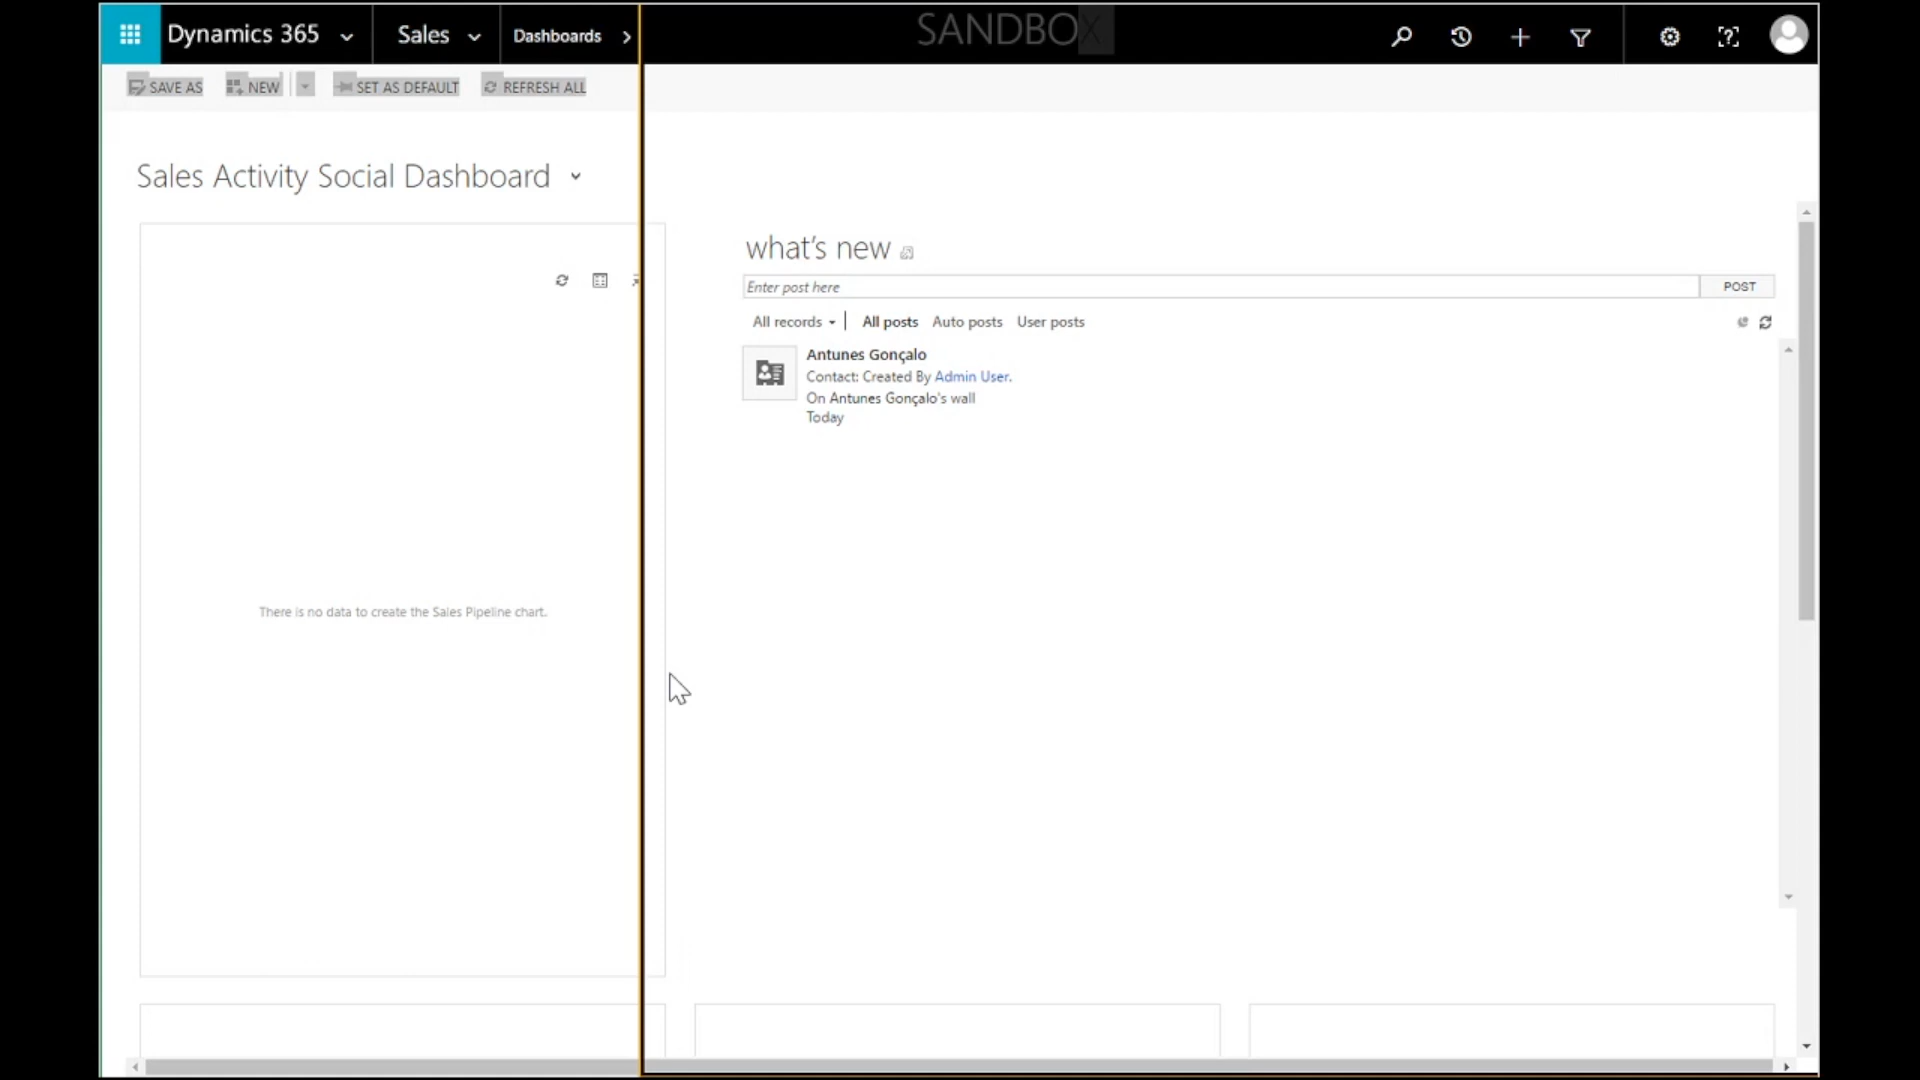 Dynamics 365 Sales Dashboards SANDBOX
SAVE AS NEW SET AS DEFAULT REFRESH ALL
Sales Activity Social Dashboard
what's new
Enter post here POST
All records All posts Auto posts User posts
Antunes Gonçalo
Contact: Created By Admin User.
On Antunes Gonçalo's wall
Today
There is no data to create the Sales Pipeline chart.